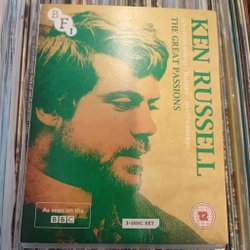 BFI
KEN RUSSELL
THE GREAT PASSIONS
As seen on the
BBC
3-DISC SET
12